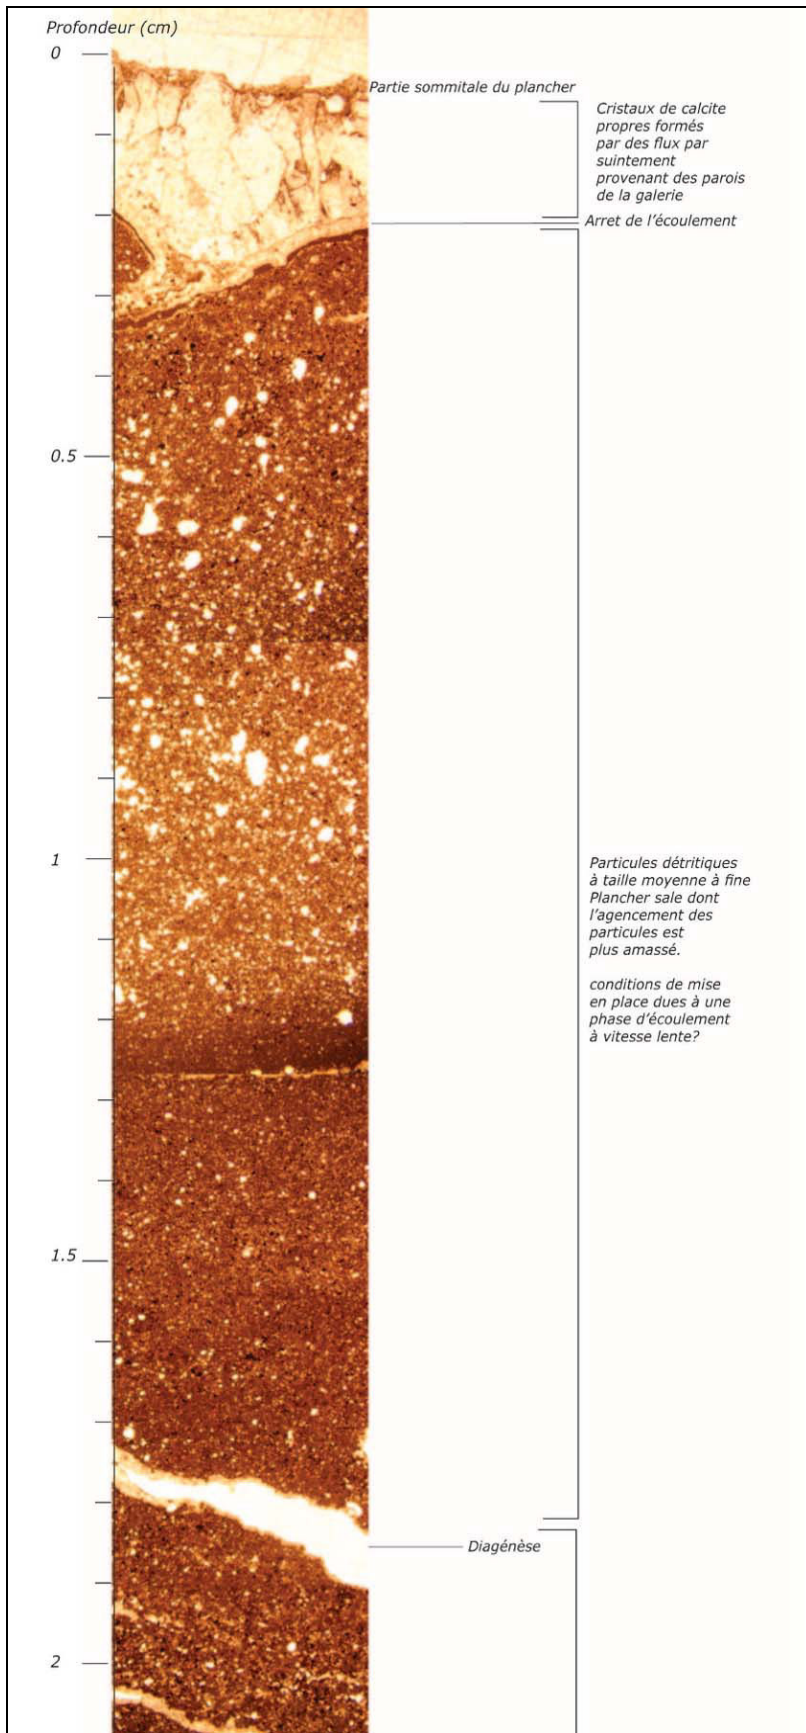 Profondeur (cm)
0
Partie sommitale du plancher
Cristaux de calcite
propres formés
par des flux par
suintement
provenant des parois
de la galerie
Arret de l'écoulement
0.5
1
Particules détritiques
à taille moyenne à fine
Plancher sale dont
l'agencement des
particules est
plus amassé.
conditions de mise
en place dues à une
phase d'écoulement
à vitesse lente?
1.5
Diagénèse
2